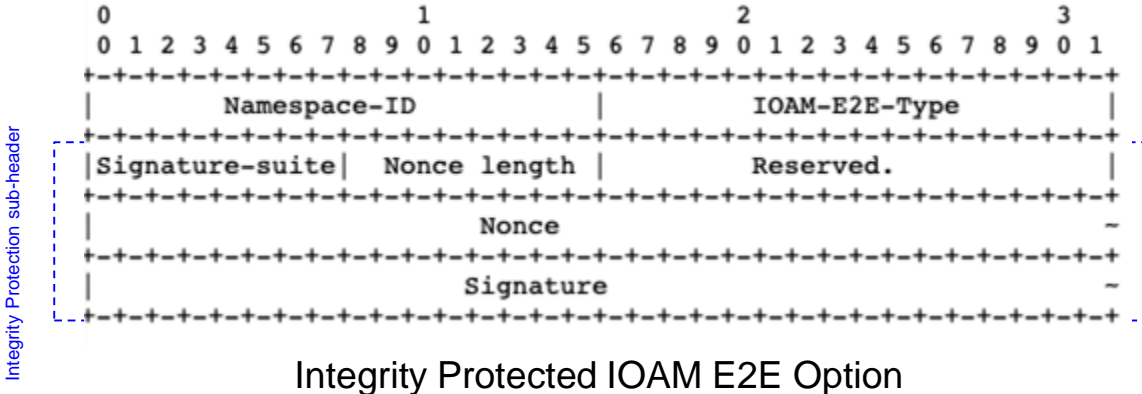 0                   1                   2                   3
0 1 2 3 4 5 6 7 8 9 0 1 2 3 4 5 6 7 8 9 0 1 2 3 4 5 6 7 8 9 0 1
+-+-+-+-+-+-+-+-+-+-+-+-+-+-+-+-+-+-+-+-+-+-+-+-+-+-+-+-+-+-+-+-+
|        Namespace-ID           |         IOAM-E2E-Type         |
+-+-+-+-+-+-+-+-+-+-+-+-+-+-+-+-+-+-+-+-+-+-+-+-+-+-+-+-+-+-+-+-+
|Signature-suite|  Nonce length |         Reserved.             |
+-+-+-+-+-+-+-+-+-+-+-+-+-+-+-+-+-+-+-+-+-+-+-+-+-+-+-+-+-+-+-+-+
|                        Nonce                                  ~
+-+-+-+-+-+-+-+-+-+-+-+-+-+-+-+-+-+-+-+-+-+-+-+-+-+-+-+-+-+-+-+-+
|                       Signature                               ~
+-+-+-+-+-+-+-+-+-+-+-+-+-+-+-+-+-+-+-+-+-+-+-+-+-+-+-+-+-+-+-+-+
Integrity Protection sub-header
Integrity Protected IOAM E2E Option